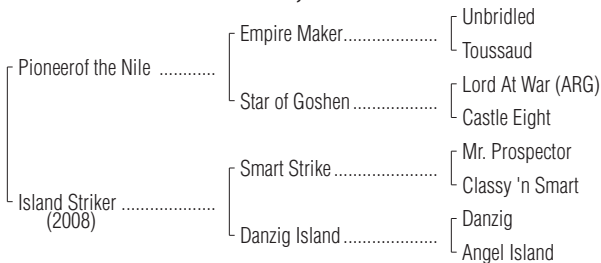 Unbridled
Empire Maker....................
Toussaud
Pioneerof the Nile ............
Lord At War (ARG)
Star of Goshen ..................
Castle Eight
Mr. Prospector
Smart Strike ......................
Classy 'n Smart
Island Striker ....................
(2008)
Danzig
Danzig Island ....................
Angel Island